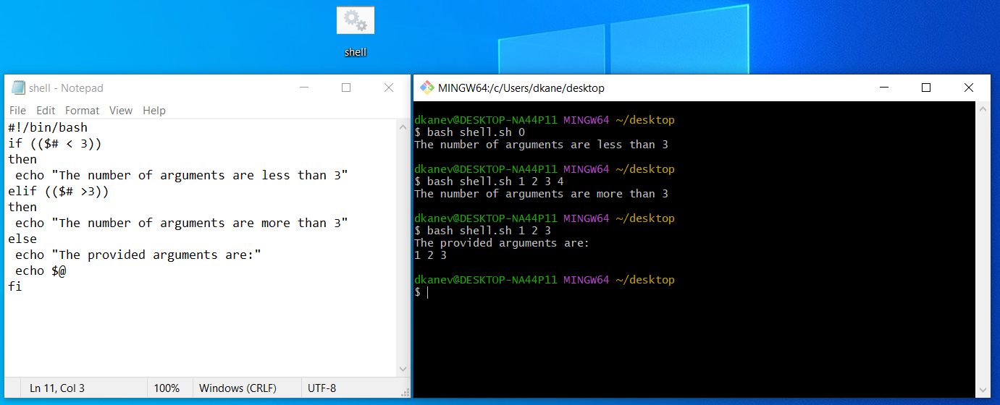 shell
shell - Notepad
File Edit Format View Help
#!/bin/bash
if (($# < 3))
then
 echo "The number of arguments are less than 3"
elif (($# >3))
then
 echo "The number of arguments are more than 3"
else
 echo "The provided arguments are:"
 echo $@
fi
Ln 11, Col 3 100% Windows (CRLF) UTF-8
MINGW64:/c/Users/dkane/desktop
dkanev@DESKTOP-NA44P11 MINGW64 ~/desktop
$ bash shell.sh 0
The number of arguments are less than 3
dkanev@DESKTOP-NA44P11 MINGW64 ~/desktop
$ bash shell.sh 1 2 3 4
The number of arguments are more than 3
dkanev@DESKTOP-NA44P11 MINGW64 ~/desktop
$ bash shell.sh 1 2 3
The provided arguments are:
1 2 3
dkanev@DESKTOP-NA44P11 MINGW64 ~/desktop
$